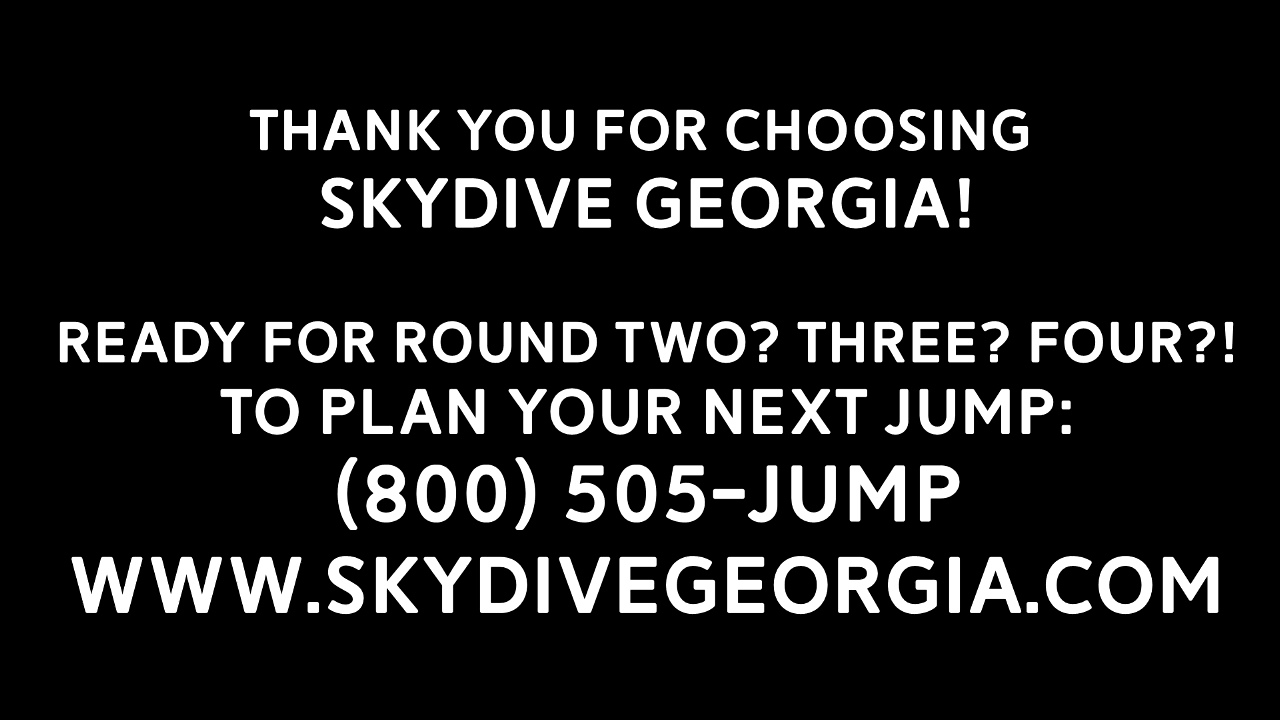 THANK YOU FOR CHOOSING
SKYDIVE GEORGIA!
READY FOR ROUND TWO? THREE? FOUR?!
TO PLAN YOUR NEXT JUMP:
(800) 505-JUMP
WWW.SKYDIVEGEORGIA.COM